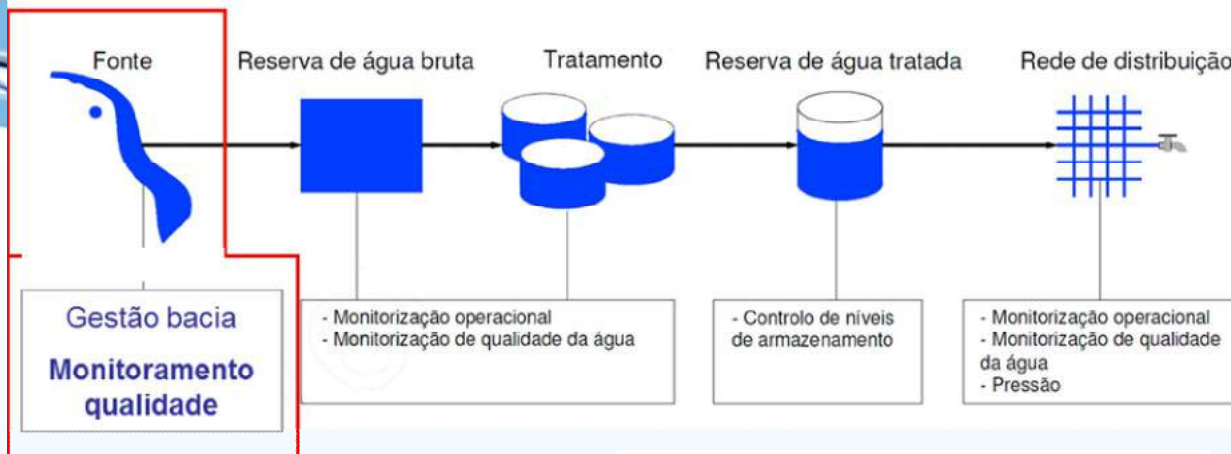 Fonte
Reserva de água bruta
Tratamento
Reserva de água tratada
Rede de distribuição
Gestão bacia
Monitoramento
qualidade
- Monitorização operacional
- Monitorização de qualidade da água
- Controlo de níveis
de armazenamento
- Monitorização operacional
- Monitorização de qualidade
da água
- Pressão